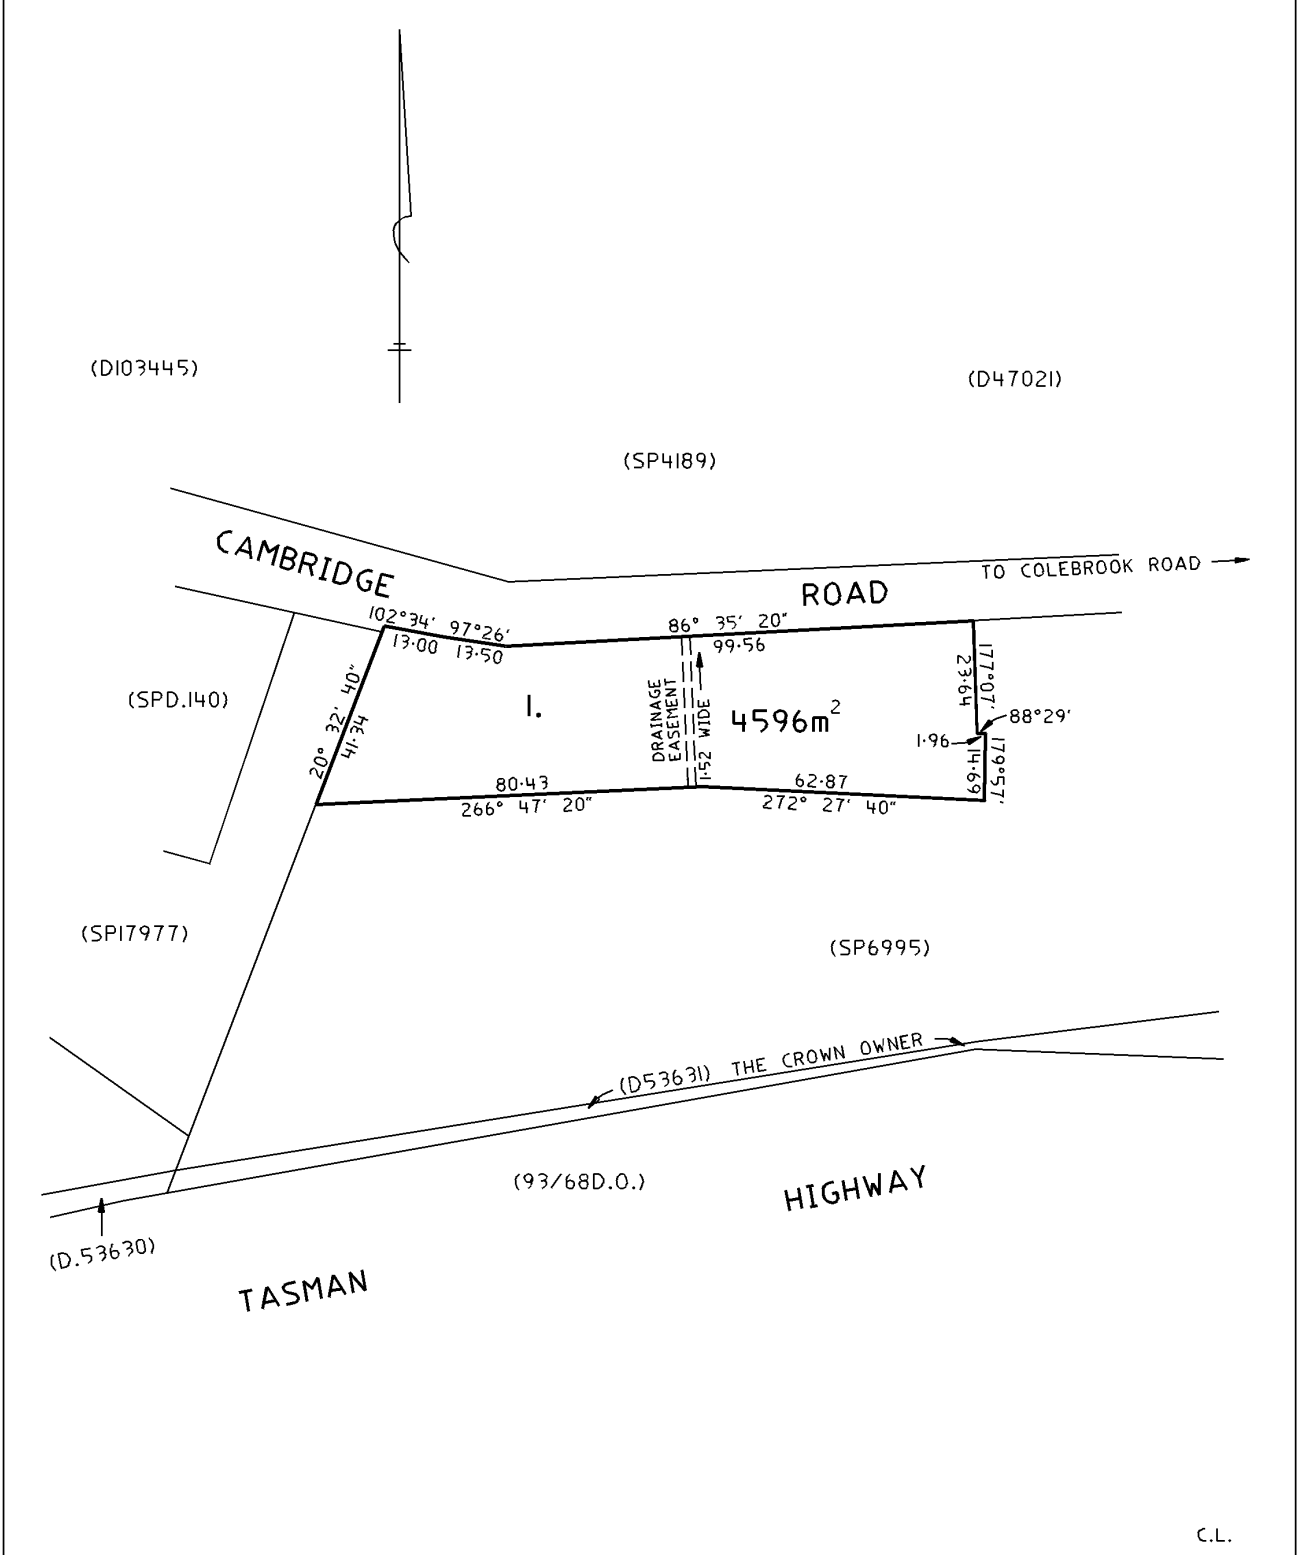 (D103445)
(D47021)
(SP4189)
CAMBRIDGE
ROAD
TO COLEBROOK ROAD
102°34' 97°26'
13·00 13·50
86° 35' 20"
99·56
(SPD.140)
20° 32' 40"
41·34
1.
DRAINAGE
EASEMENT
1·52 WIDE
4596m²
177°07'
23·64
88°29'
1·96
179°57'
14·69
80·43
266° 47' 20"
62·87
272° 27' 40"
(SP17977)
(SP6995)
(D53631) THE CROWN OWNER
(93/68D.O.)
HIGHWAY
(D.53630)
TASMAN
C.L.